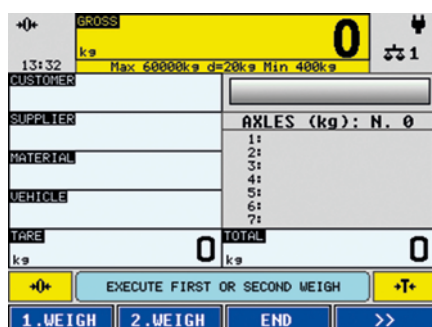 →0←
GROSS
0
kg
13:32
Max 60000kg d=20kg Min 400kg
1
CUSTOMER
SUPPLIER
MATERIAL
VEHICLE
AXLES (kg): N. 0
1:
2:
3:
4:
5:
6:
7:
TARE
kg
0
TOTAL
kg
0
→0←
EXECUTE FIRST OR SECOND WEIGH
→T←
1.WEIGH
2.WEIGH
END
>>